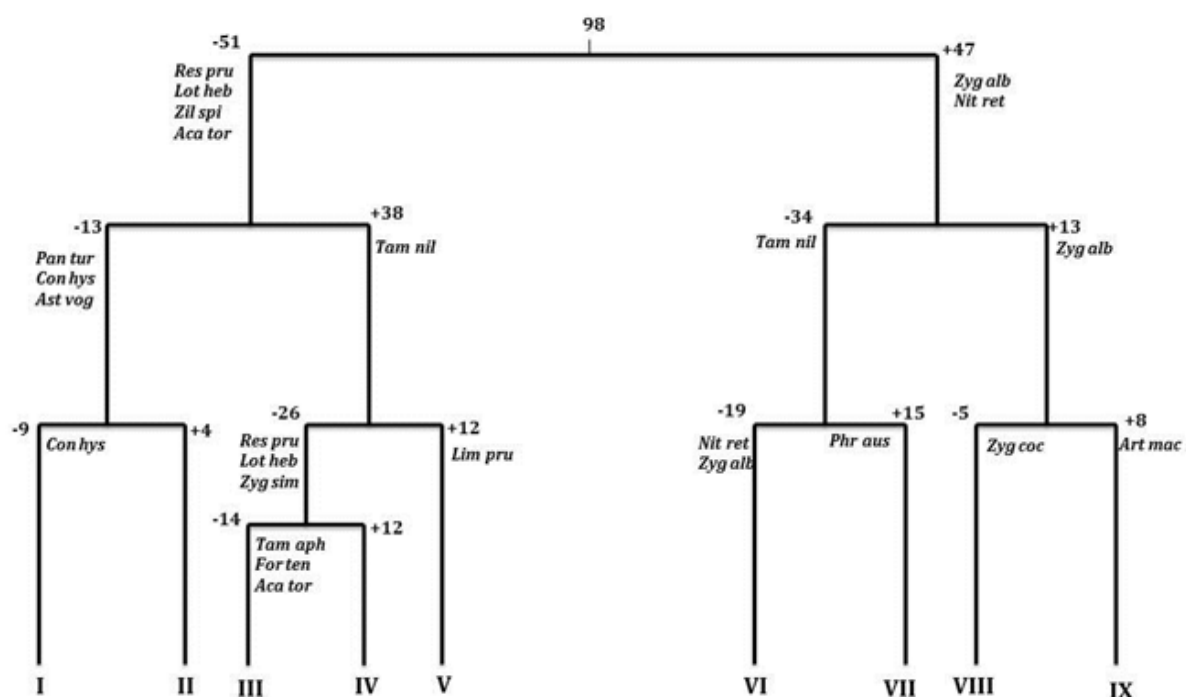 98
-51
+47
Res pru
Lot heb
Zil spi
Aca tor
Zyg alb
Nit ret
-13
+38
-34
+13
Pan tur
Con hys
Ast vog
Tam nil
Tam nil
Zyg alb
-9
Con hys
+4
-26
Res pru
Lot heb
Zyg sim
+12
Lim pru
-19
Nit ret
Zyg alb
+15
Phr aus
-5
Zyg coc
+8
Art mac
-14
Tam aph
For ten
Aca tor
+12
I
II
III
IV
V
VI
VII
VIII
IX